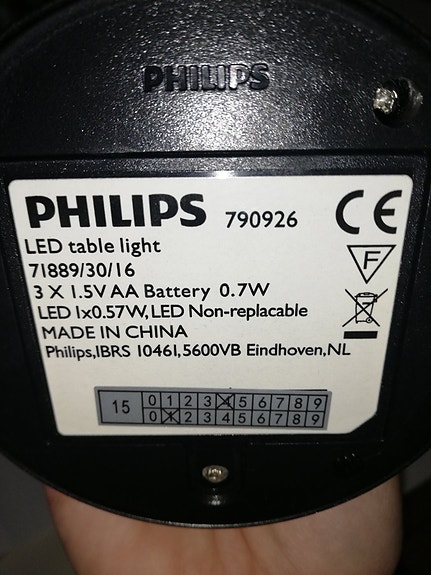 PHILIPS
PHILIPS 790926 CE
LED table light
71889/30/16 F
3 X 1.5V AA Battery 0.7W
LED 1x0.57W, LED Non-replacable
MADE IN CHINA
Philips,IBRS 10461,5600VB Eindhoven,NL
15 0 1 2 3 4 5 6 7 8 9
0 1 2 3 4 5 6 7 8 9